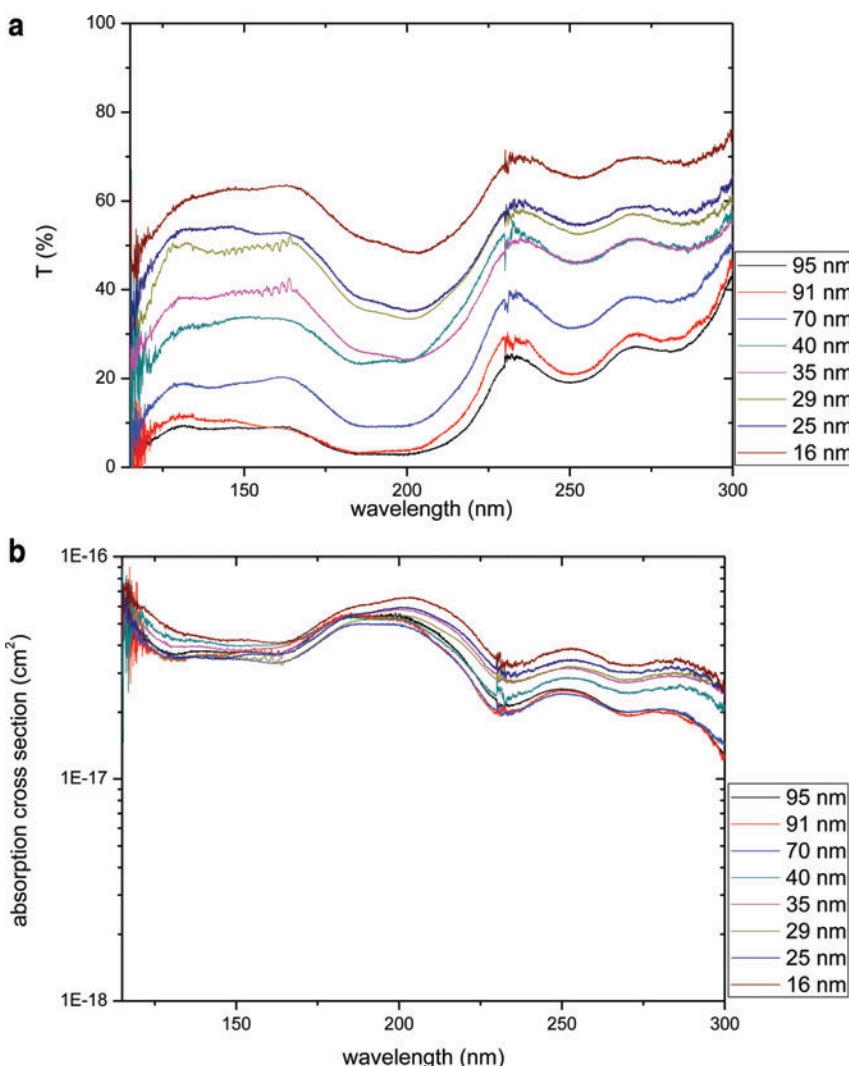 a
100
80
60
40
20
0
T (%)
150
200
250
300
wavelength (nm)
95 nm
91 nm
70 nm
40 nm
35 nm
29 nm
25 nm
16 nm
b
1E-16
1E-17
1E-18
absorption cross section (cm²)
150
200
250
300
wavelength (nm)
95 nm
91 nm
70 nm
40 nm
35 nm
29 nm
25 nm
16 nm